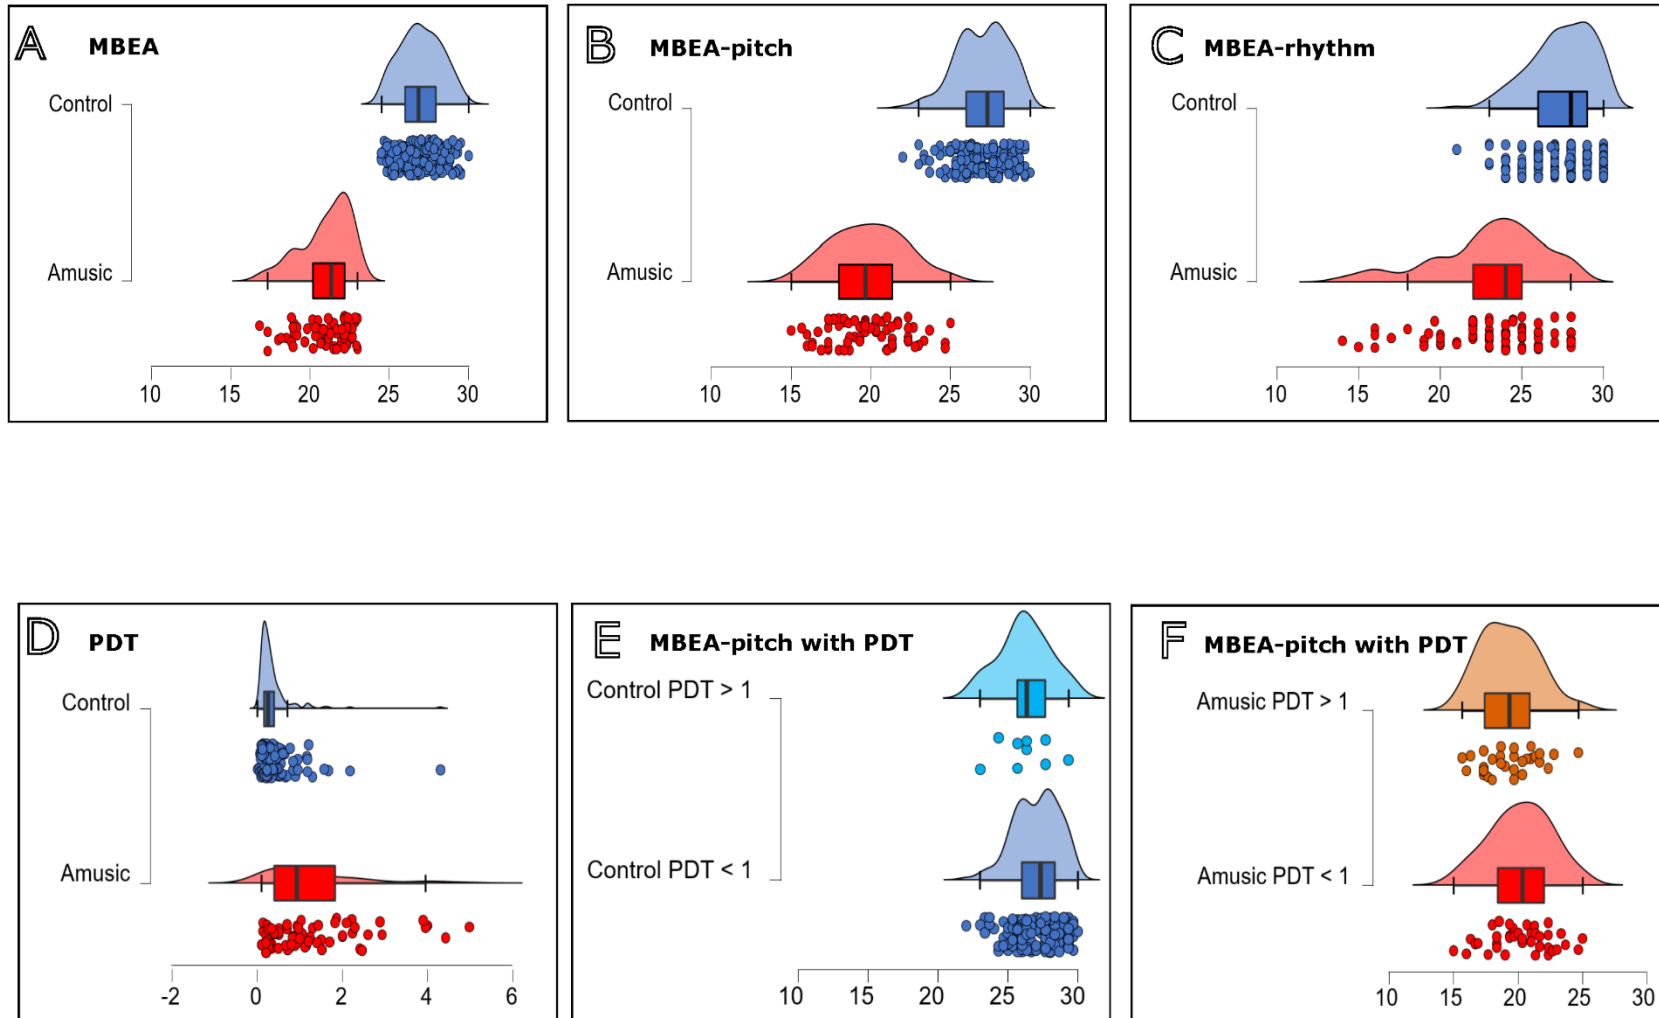 A MBEA
Control
Amusic
10 15 20 25 30
B MBEA-pitch
Control
Amusic
10 15 20 25 30
C MBEA-rhythm
Control
Amusic
10 15 20 25 30
D PDT
Control
Amusic
-2 0 2 4 6
E MBEA-pitch with PDT
Control PDT > 1
Control PDT < 1
10 15 20 25 30
F MBEA-pitch with PDT
Amusic PDT > 1
Amusic PDT < 1
10 15 20 25 30